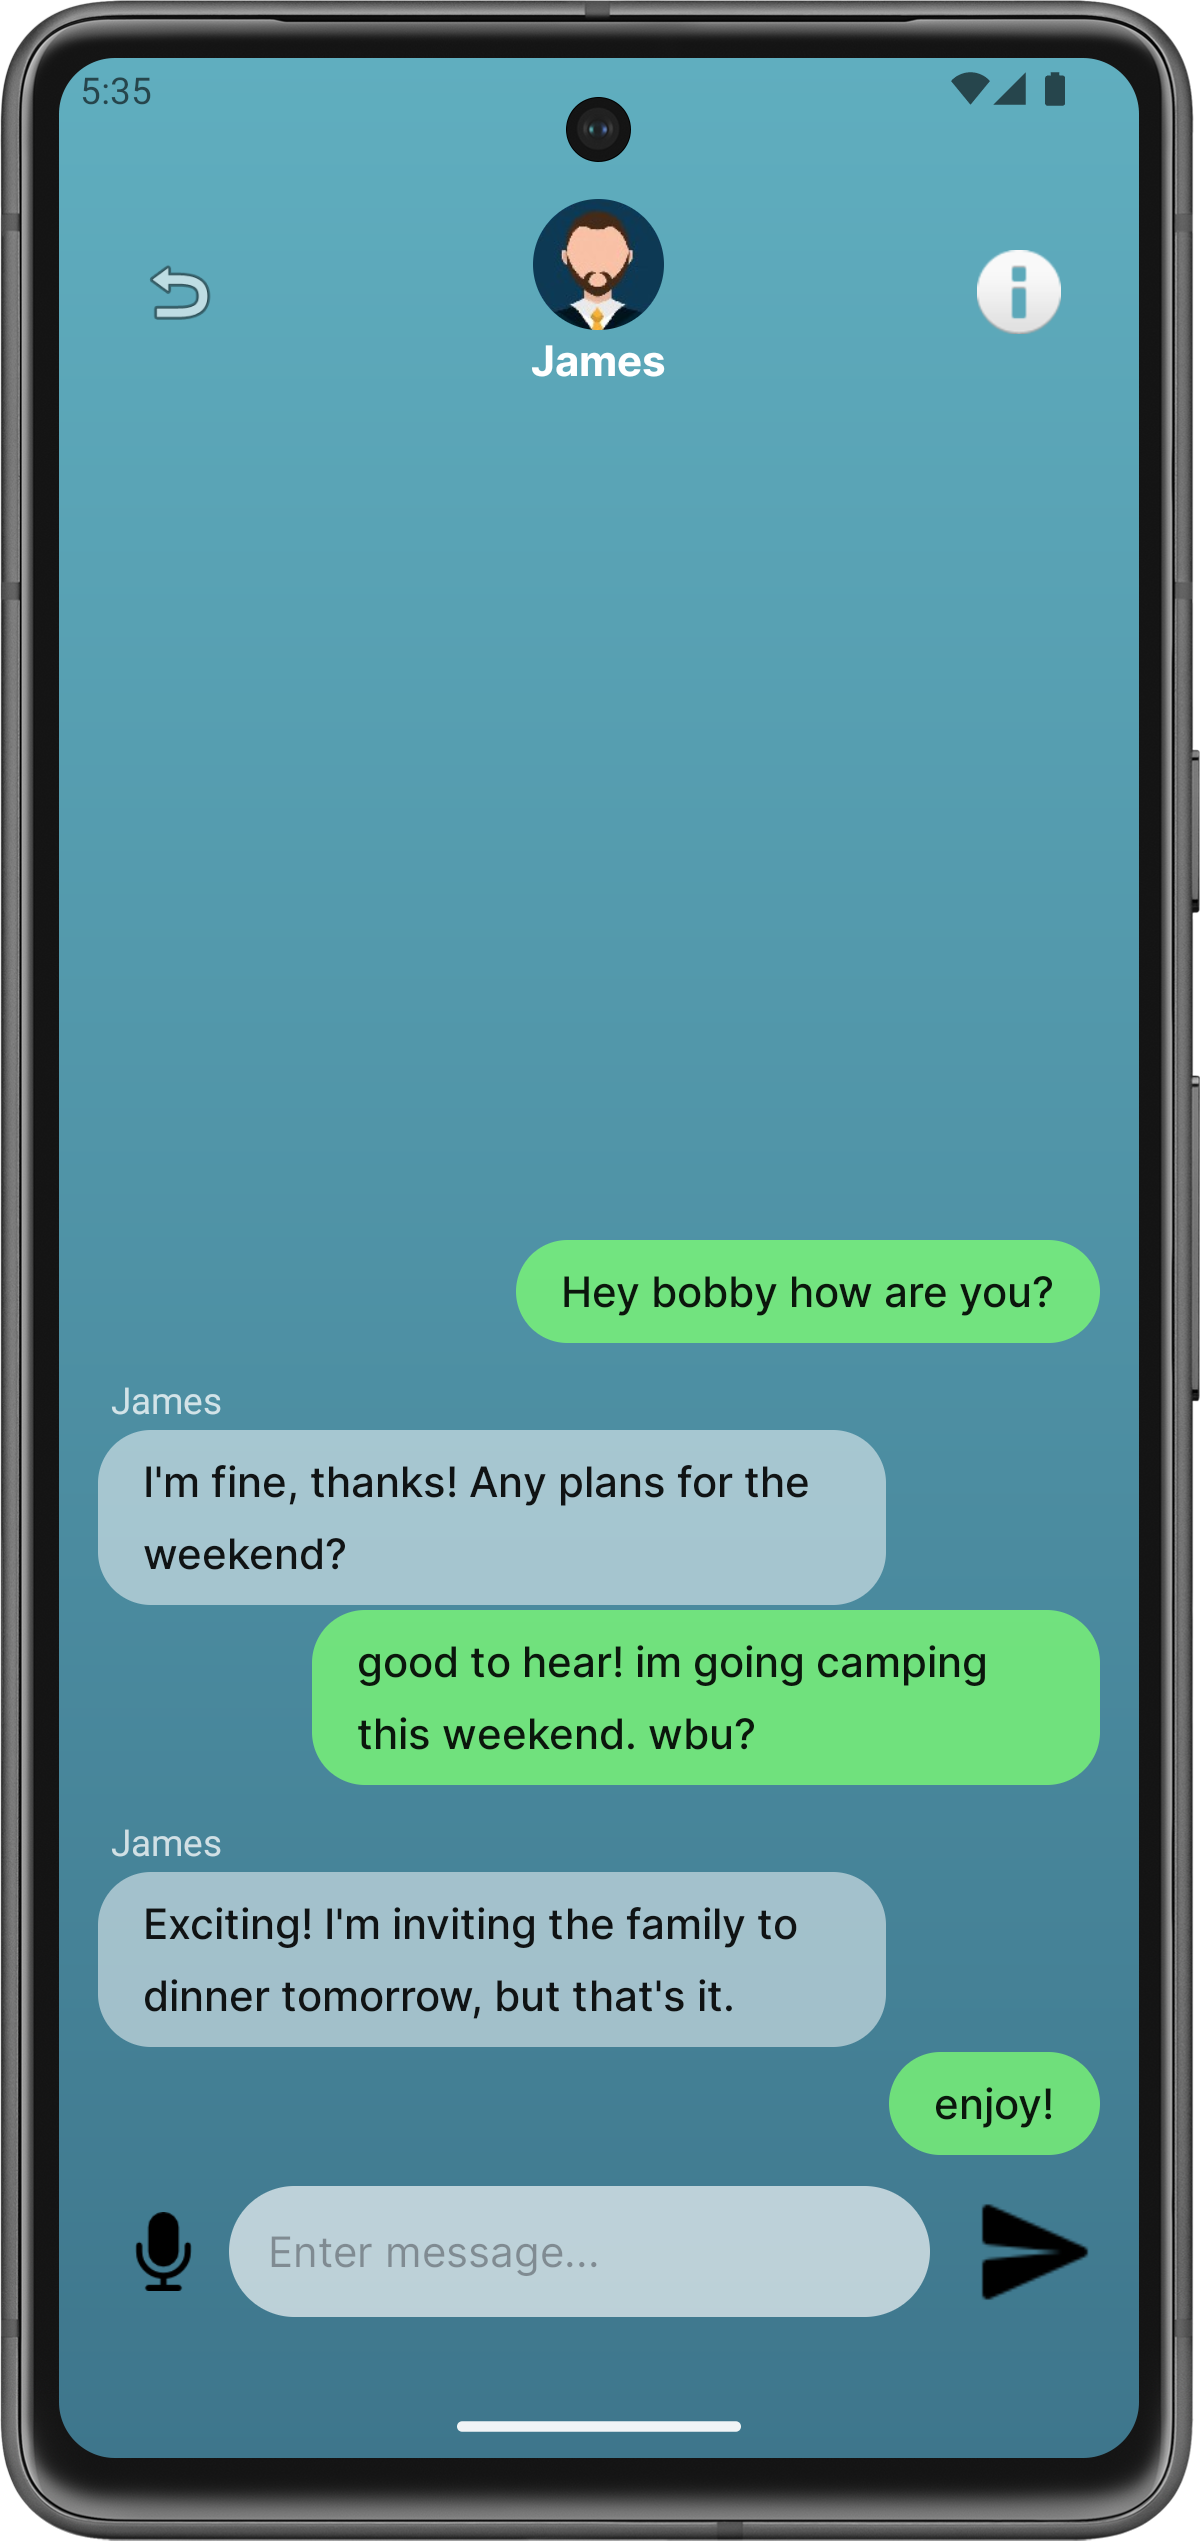 5:35
James
Hey bobby how are you?
James
I'm fine, thanks! Any plans for the
weekend?
good to hear! im going camping
this weekend. wbu?
James
Exciting! I'm inviting the family to
dinner tomorrow, but that's it.
enjoy!
Enter message...